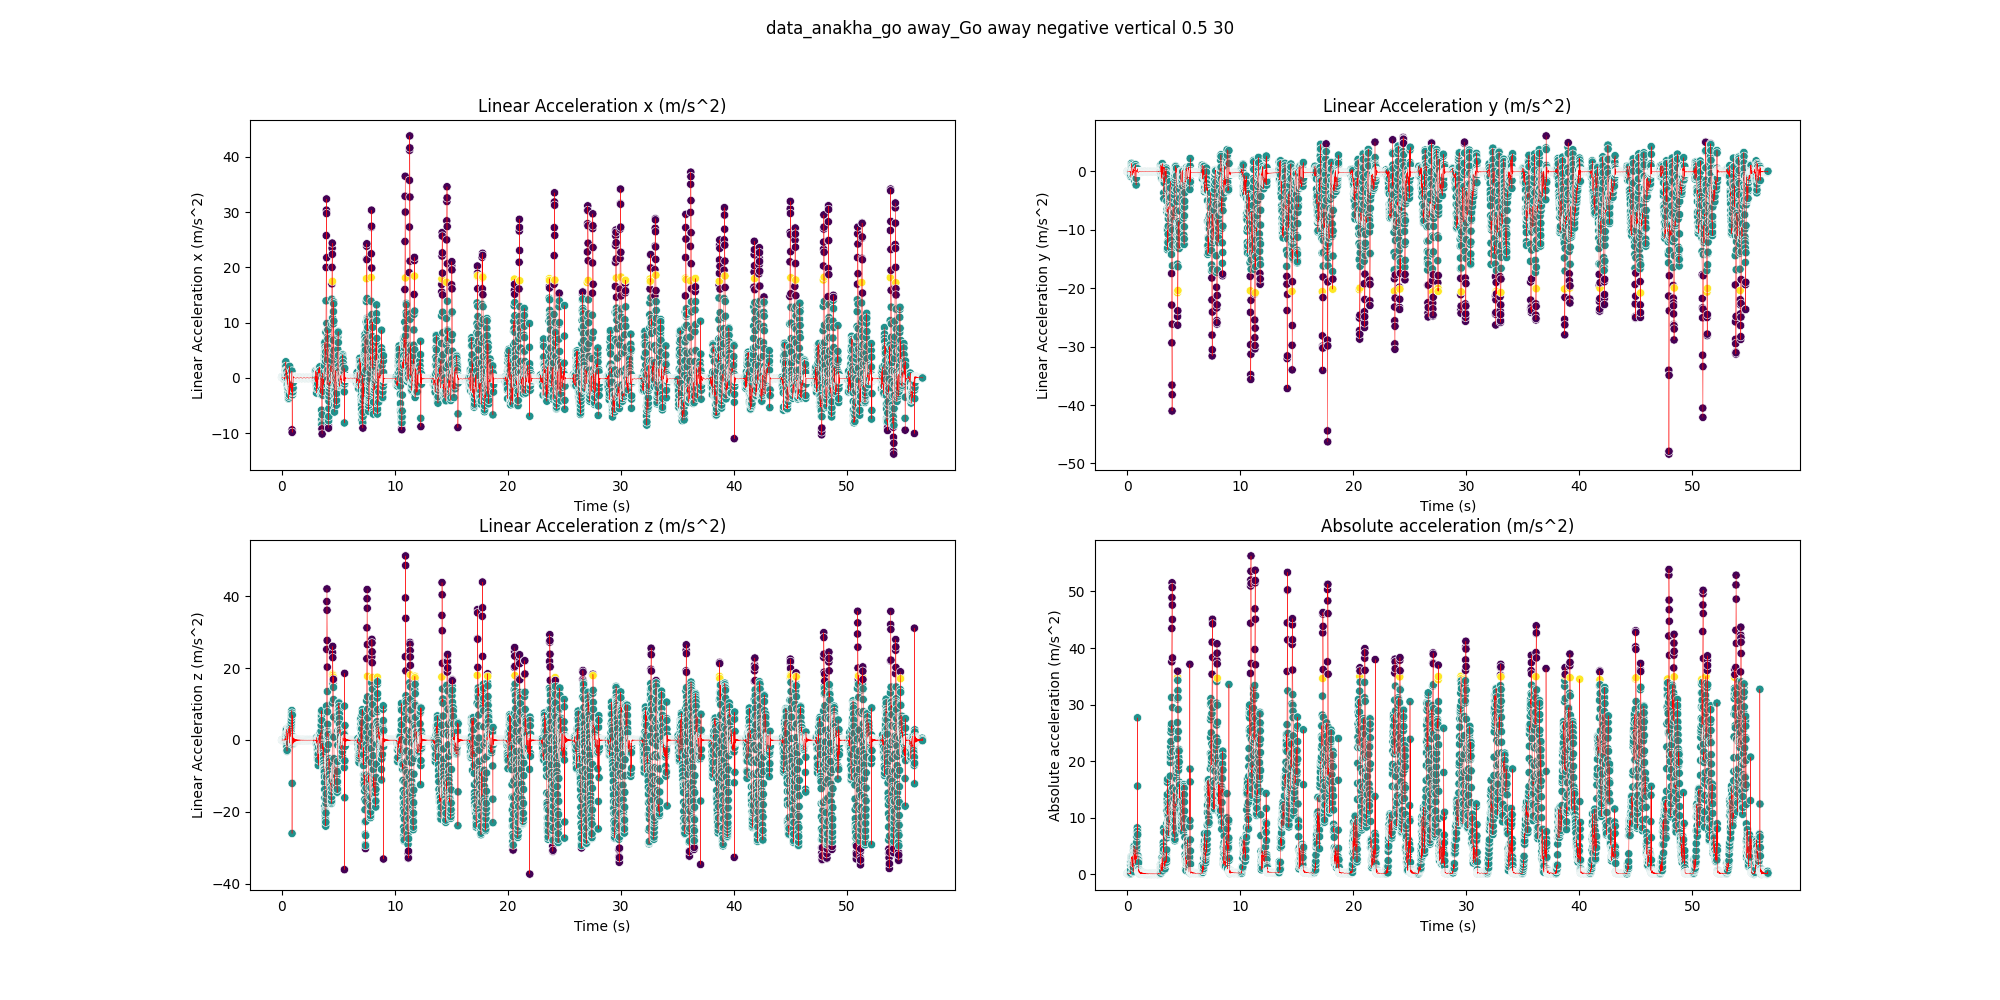 data_anakha_go away_Go away negative vertical 0.5 30
Linear Acceleration x (m/s^2)
Linear Acceleration x (m/s^2)
40
30
20
10
0
−10
0 10 20 30 40 50
Time (s)
Linear Acceleration y (m/s^2)
Linear Acceleration y (m/s^2)
0
−10
−20
−30
−40
−50
0 10 20 30 40 50
Time (s)
Linear Acceleration z (m/s^2)
Linear Acceleration z (m/s^2)
40
20
0
−20
−40
0 10 20 30 40 50
Time (s)
Absolute acceleration (m/s^2)
Absolute acceleration (m/s^2)
50
40
30
20
10
0
0 10 20 30 40 50
Time (s)